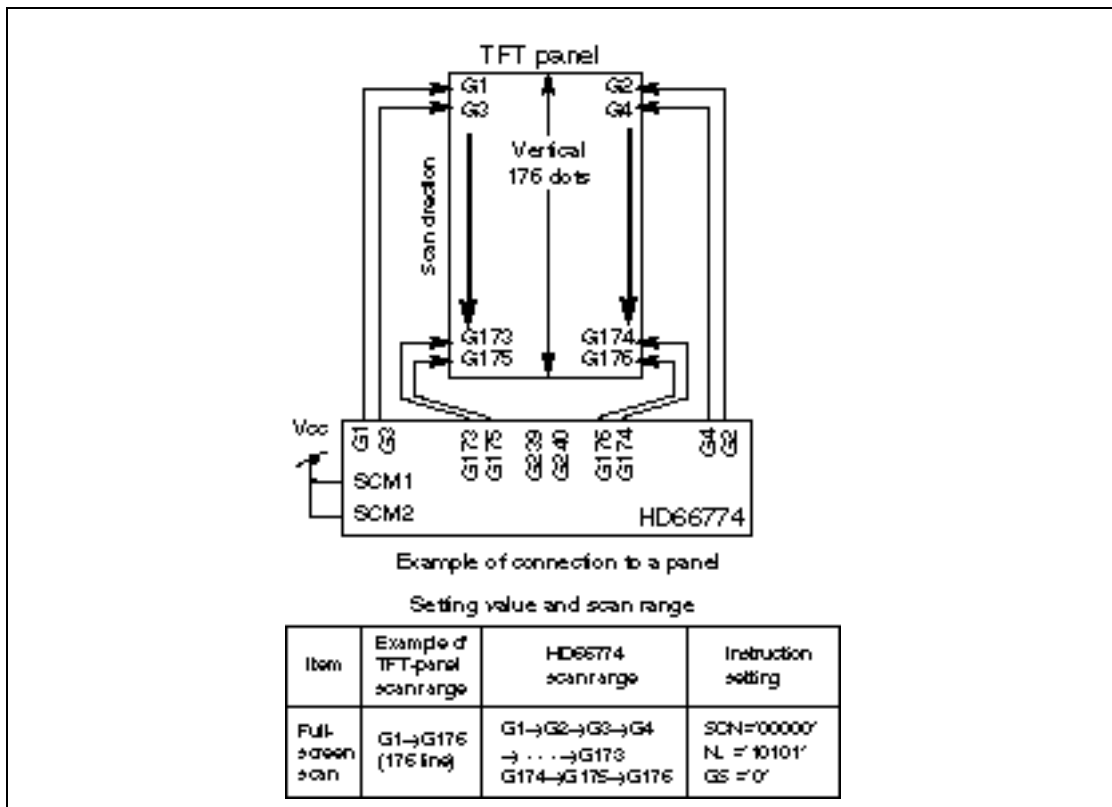 TFT panel
G1 G2
G3 G4
Vertical
176 dots
Scan direction
G173 G174
G175 G176
Vcc
G1 G3 G173 G175 G239 G240 G176 G174 G4 G2
SCM1
SCM2
HD66774
Example of connection to a panel
Setting value and scan range
Item
Example of
TFT-panel
scan range
HD66774
scan range
Instruction
setting
Full-
screen
scan
G1→G176
(176 line)
G1→G2→G3→G4
→ · · · →G173
G174→G175→G176
SCN='00000'
NL ='10101'
GS ='0'